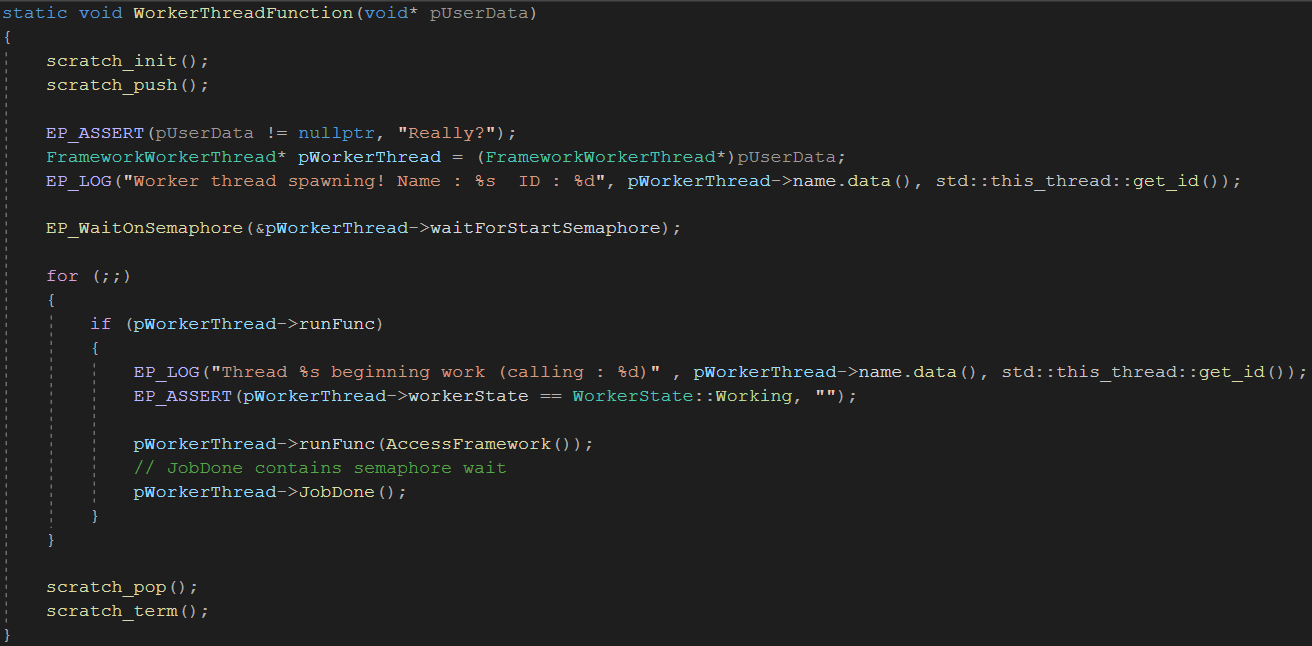 static void WorkerThreadFunction(void* pUserData)
{
    scratch_init();
    scratch_push();

    EP_ASSERT(pUserData != nullptr, "Really?");
    FrameworkWorkerThread* pWorkerThread = (FrameworkWorkerThread*)pUserData;
    EP_LOG("Worker thread spawning! Name : %s  ID : %d", pWorkerThread->name.data(), std::this_thread::get_id());

    EP_WaitOnSemaphore(&pWorkerThread->waitForStartSemaphore);

    for (;;)
    {
        if (pWorkerThread->runFunc)
        {
            EP_LOG("Thread %s beginning work (calling : %d)" , pWorkerThread->name.data(), std::this_thread::get_id());
            EP_ASSERT(pWorkerThread->workerState == WorkerState::Working, "");

            pWorkerThread->runFunc(AccessFramework());
            // JobDone contains semaphore wait
            pWorkerThread->JobDone();
        }
    }

    scratch_pop();
    scratch_term();
}